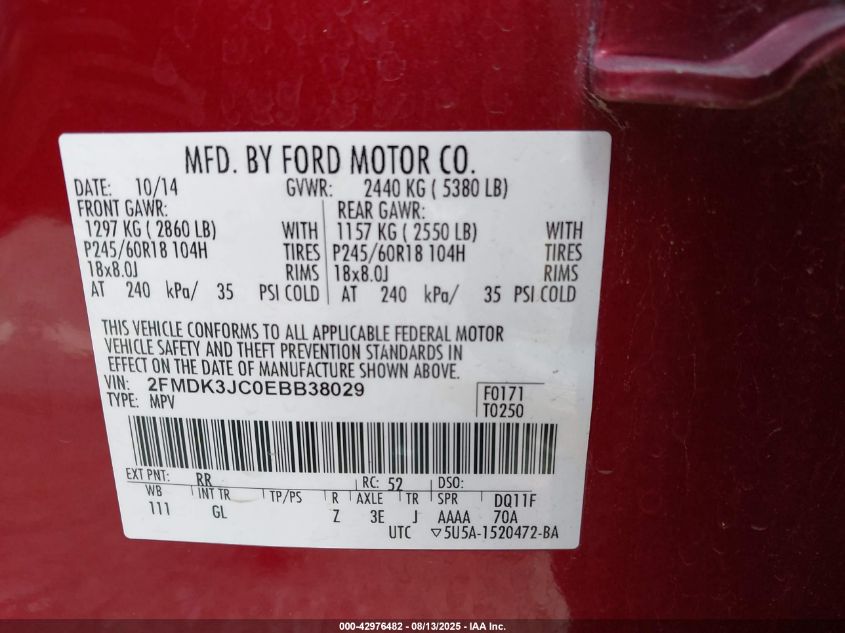 MFD. BY FORD MOTOR CO.
DATE: 10/14 GVWR: 2440 KG ( 5380 LB)
FRONT GAWR: REAR GAWR:
1297 KG ( 2860 LB) WITH 1157 KG ( 2550 LB) WITH
P245/60R18 104H TIRES P245/60R18 104H TIRES
18x8.0J RIMS 18x8.0J RIMS
AT 240 kPa/ 35 PSI COLD AT 240 kPa/ 35 PSI COLD
THIS VEHICLE CONFORMS TO ALL APPLICABLE FEDERAL MOTOR
VEHICLE SAFETY AND THEFT PREVENTION STANDARDS IN
EFFECT ON THE DATE OF MANUFACTURE SHOWN ABOVE.
VIN: 2FMDK3JC0EBB38029 F0171
TYPE: MPV T0250
EXT PNT: RR RC: 52 DSO:
WB INT TR TP/PS R AXLE TR SPR DQ11F
111 GL Z 3E J AAAA 70A
UTC ▽5U5A-1520472-BA
000-42976482 - 08/13/2025 - IAA Inc.